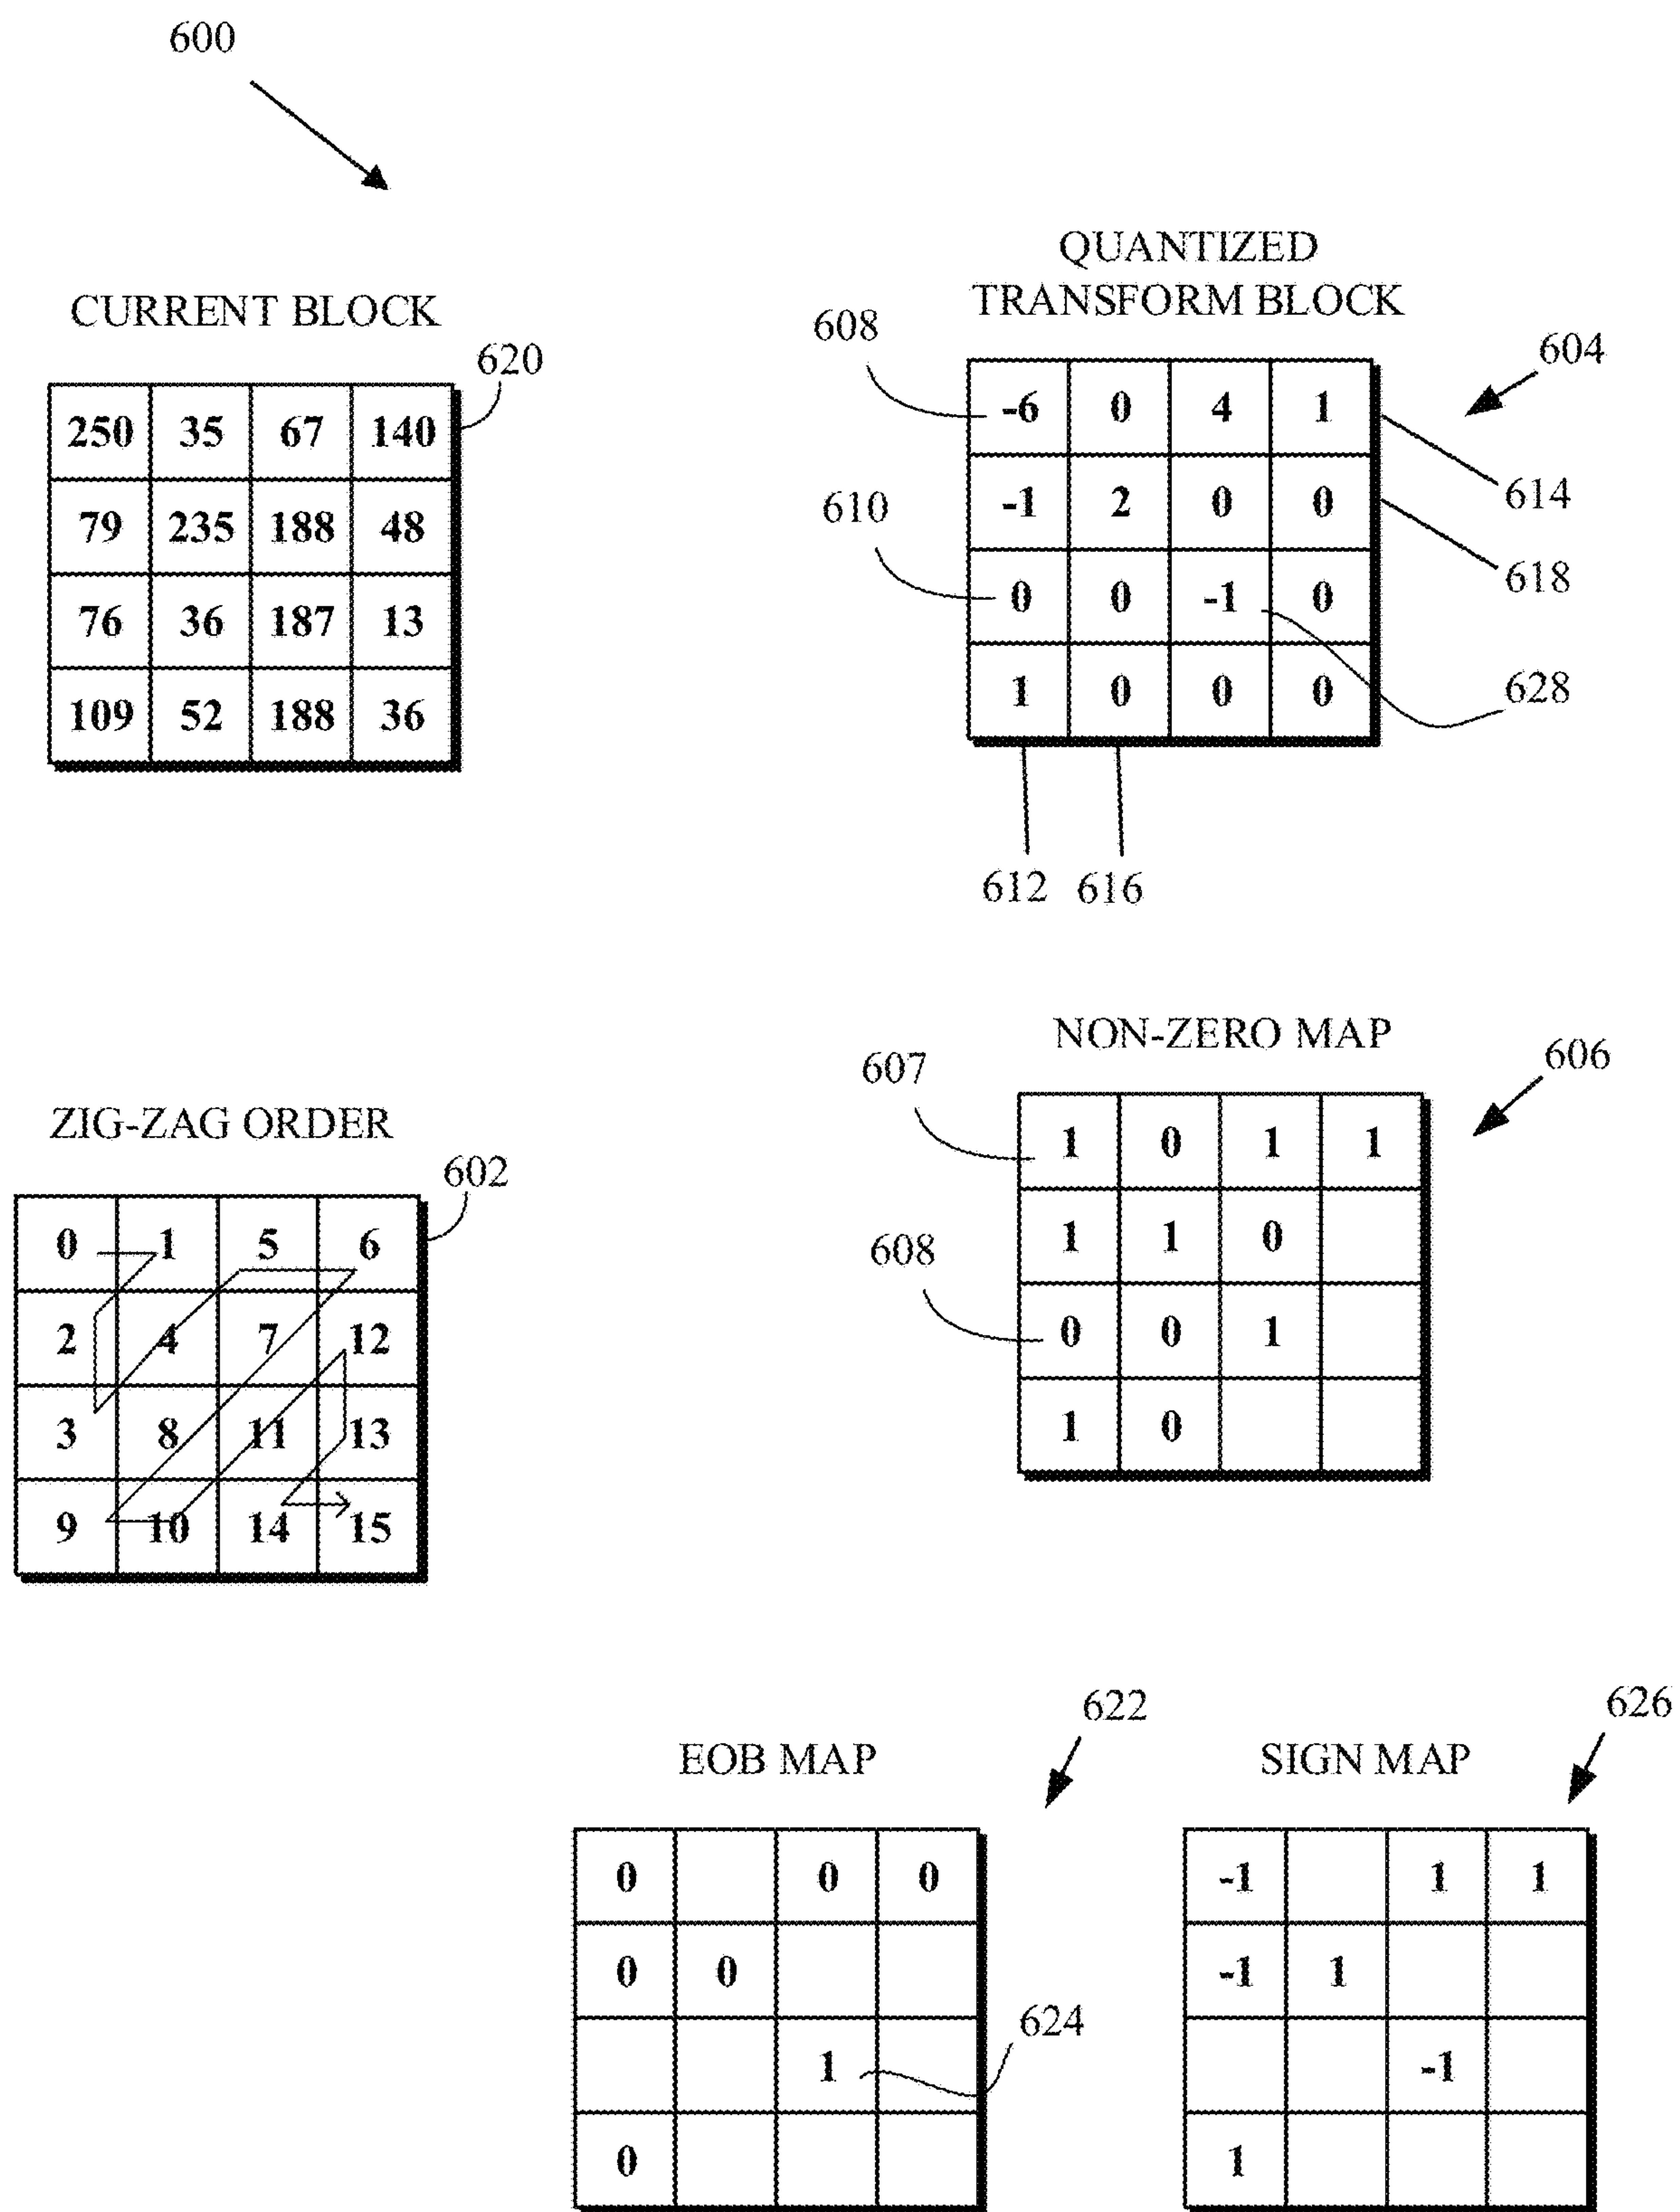 600
CURRENT BLOCK
620
250 35 67 140
79 235 188 48
76 36 187 13
109 52 188 36
QUANTIZED
TRANSFORM BLOCK
608
604
-6 0 4 1
614
610
-1 2 0 0
618
0 0 -1 0
628
1 0 0 0
612 616
ZIG-ZAG ORDER
602
0 1 5 6
2 4 7 12
3 8 11 13
9 10 14 15
NON-ZERO MAP
607
606
1 0 1 1
1 1 0
608
0 0 1
1 0
EOB MAP
622
0 0 0
0 0
624
1
0
SIGN MAP
626
-1 1 1
-1 1
-1
1